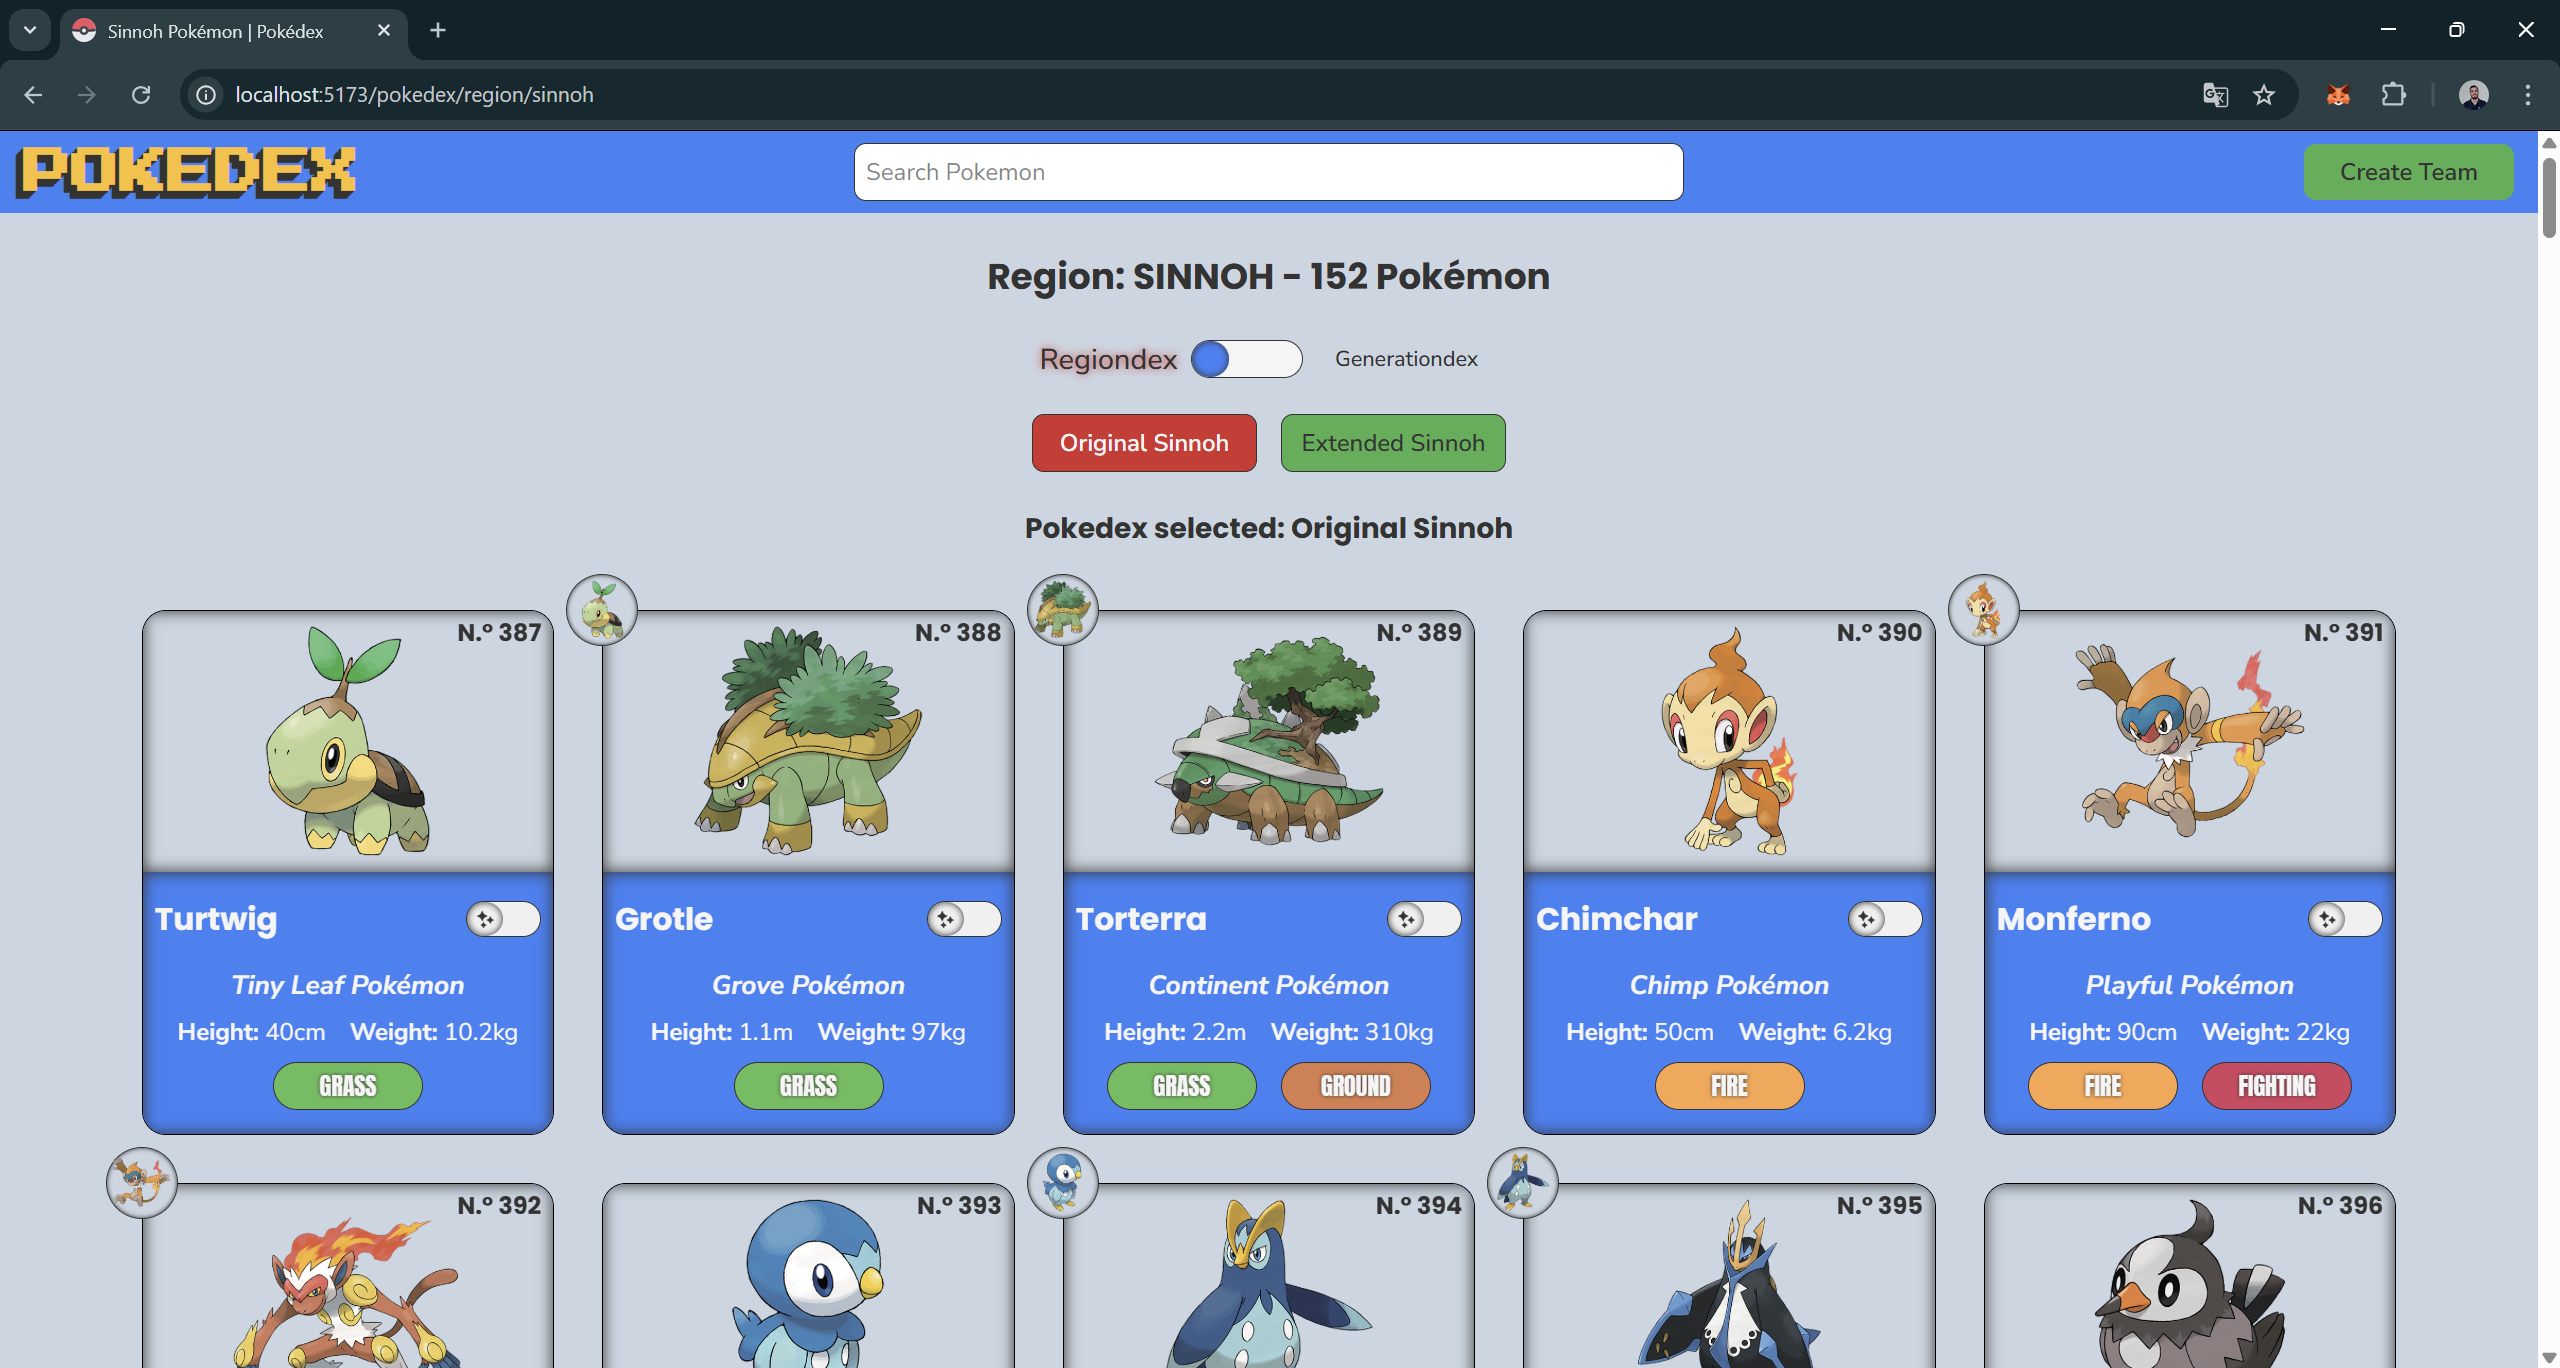 Sinnoh Pokémon | Pokédex
localhost:5173/pokedex/region/sinnoh
POKEDEX
Search Pokemon
Create Team
Region: SINNOH - 152 Pokémon
Regiondex
Generationdex
Original Sinnoh
Extended Sinnoh
Pokedex selected: Original Sinnoh
N.º 387
Turtwig
Tiny Leaf Pokémon
Height: 40cm Weight: 10.2kg
GRASS
N.º 388
Grotle
Grove Pokémon
Height: 1.1m Weight: 97kg
GRASS
N.º 389
Torterra
Continent Pokémon
Height: 2.2m Weight: 310kg
GRASS GROUND
N.º 390
Chimchar
Chimp Pokémon
Height: 50cm Weight: 6.2kg
FIRE
N.º 391
Monferno
Playful Pokémon
Height: 90cm Weight: 22kg
FIRE FIGHTING
N.º 392
N.º 393
N.º 394
N.º 395
N.º 396